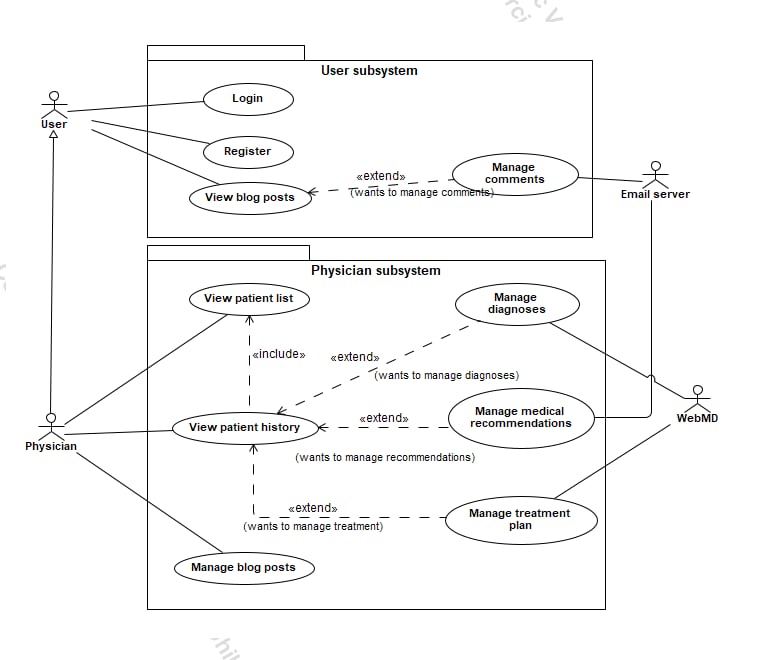 User subsystem
Login
User
Register
Manage
comments
«extend»
(wants to manage comments)
View blog posts
Email server
Physician subsystem
View patient list
Manage
diagnoses
«include»
«extend»
(wants to manage diagnoses)
Manage medical
recommendations
«extend»
View patient history
WebMD
Physician
(wants to manage recommendations)
«extend»
Manage treatment
plan
(wants to manage treatment)
Manage blog posts